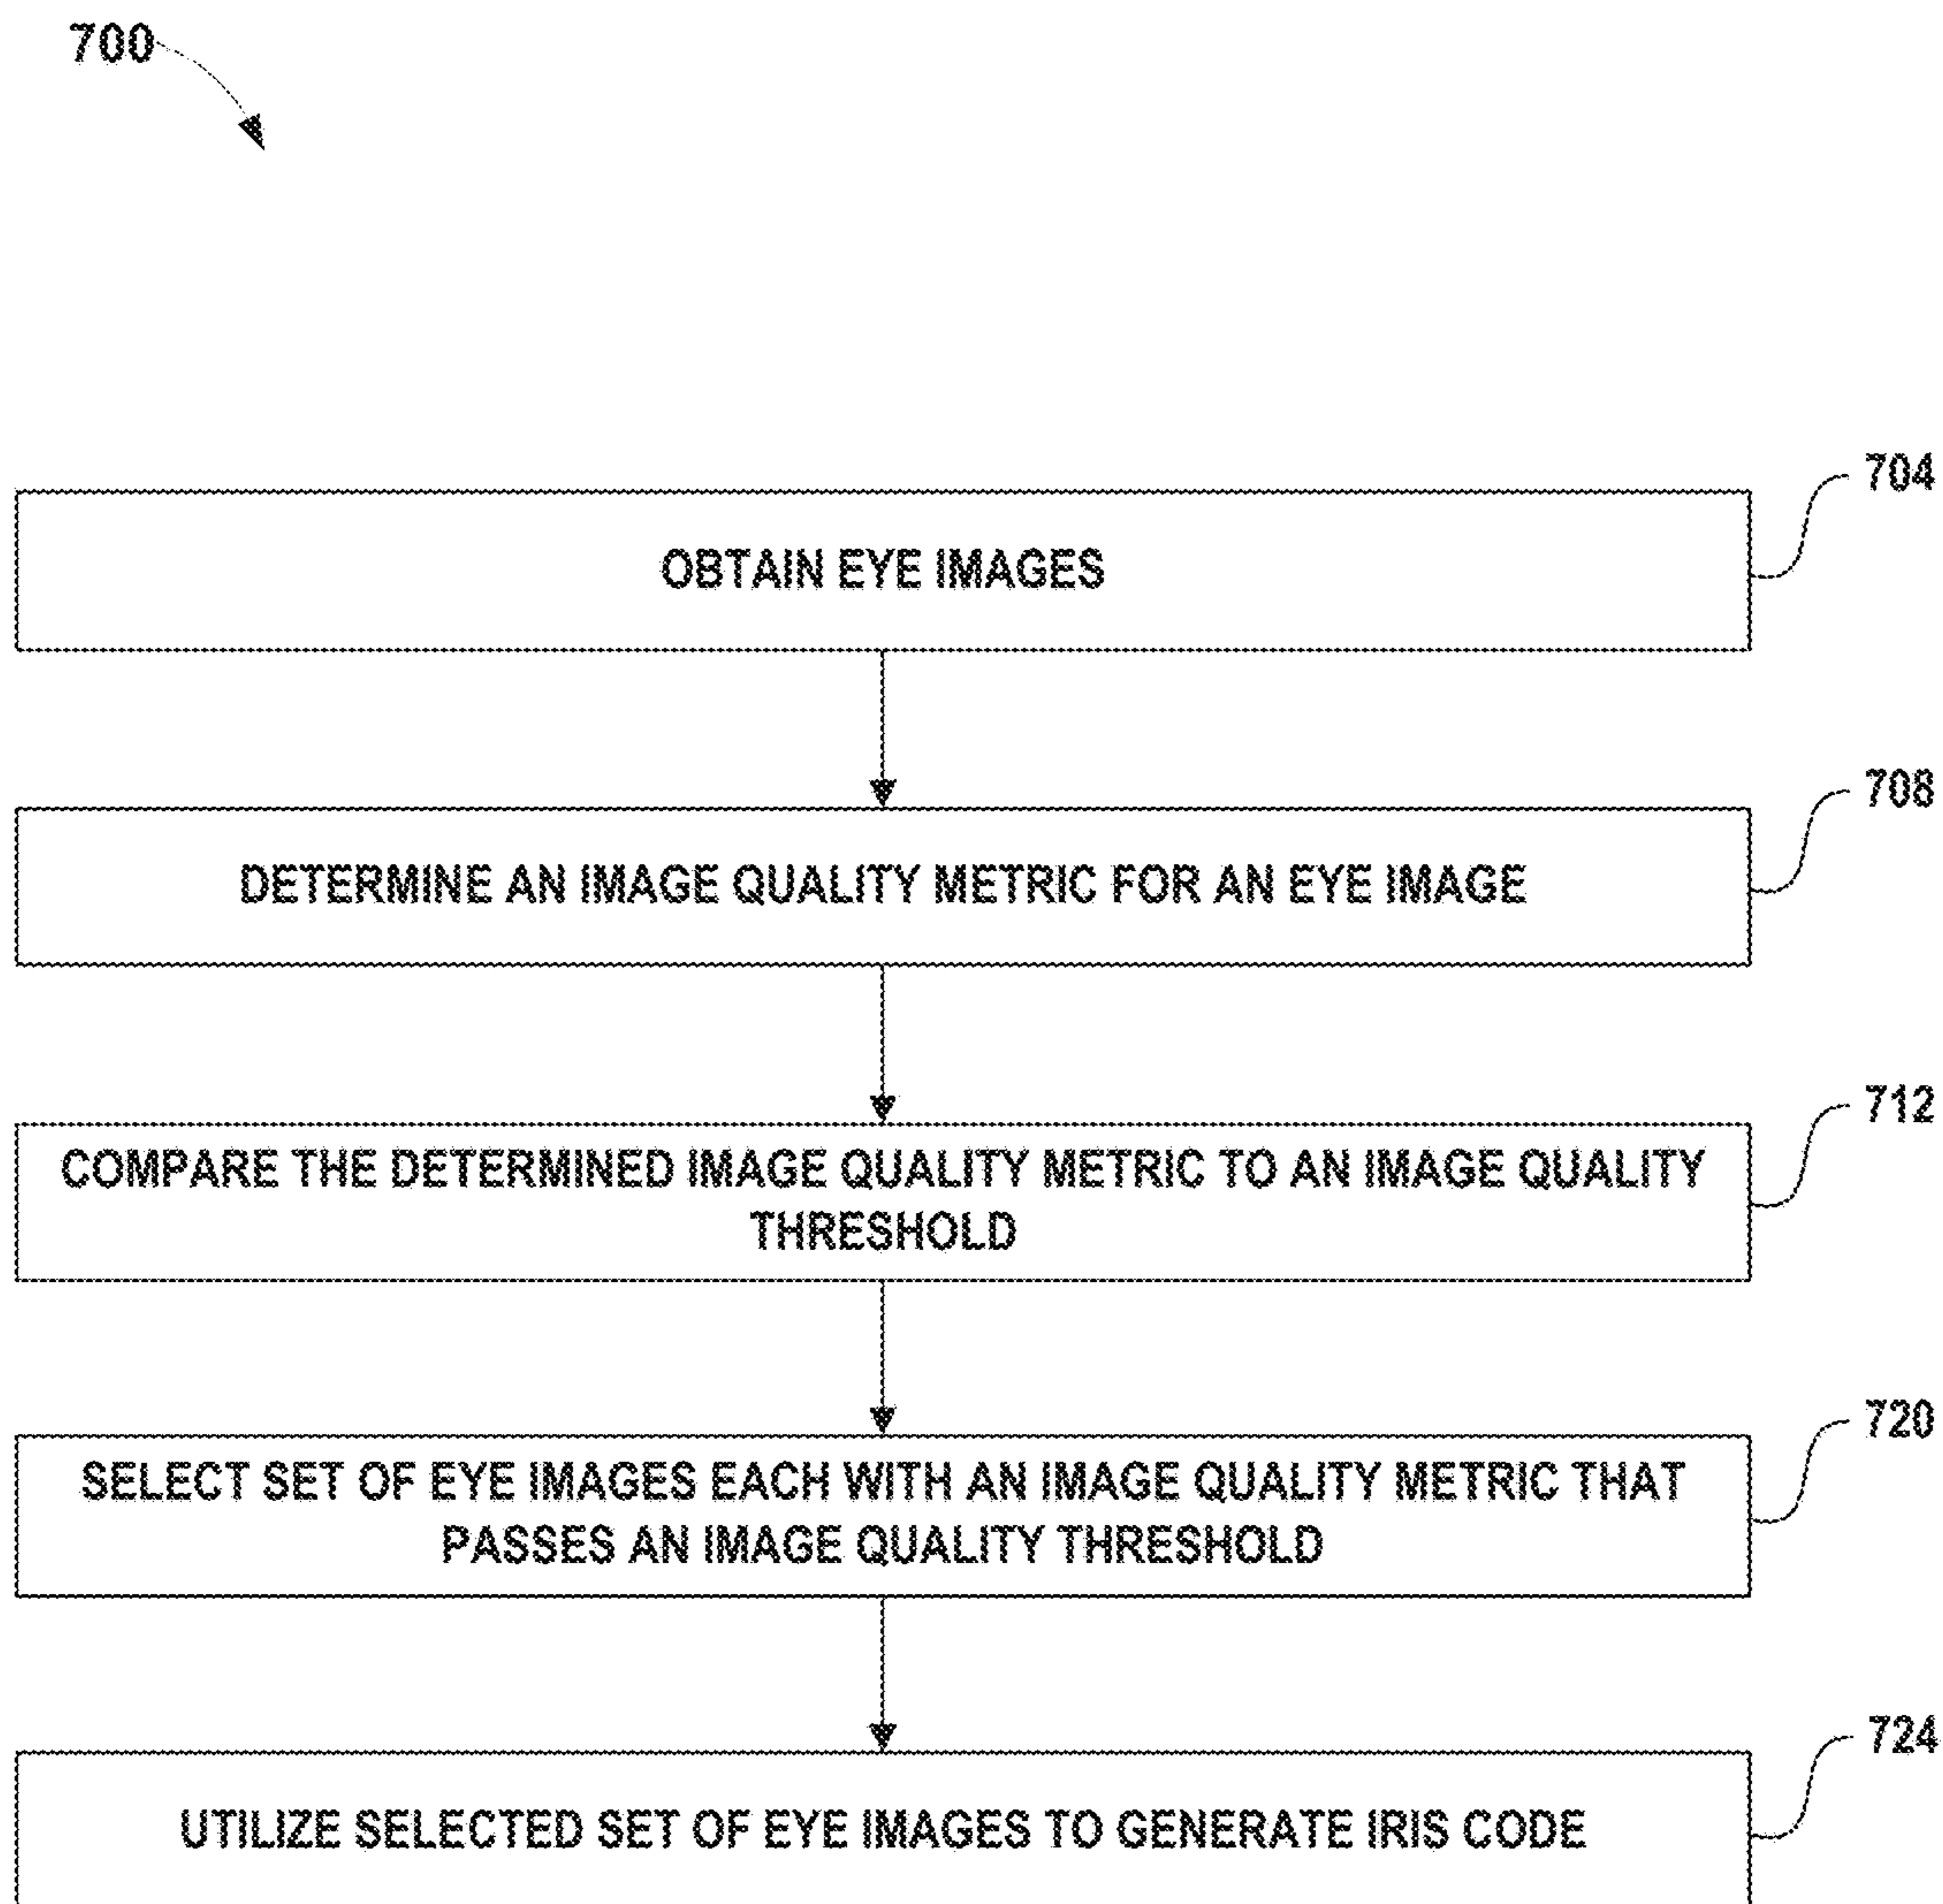 700
704
OBTAIN EYE IMAGES
708
DETERMINE AN IMAGE QUALITY METRIC FOR AN EYE IMAGE
712
COMPARE THE DETERMINED IMAGE QUALITY METRIC TO AN IMAGE QUALITY
THRESHOLD
720
SELECT SET OF EYE IMAGES EACH WITH AN IMAGE QUALITY METRIC THAT
PASSES AN IMAGE QUALITY THRESHOLD
724
UTILIZE SELECTED SET OF EYE IMAGES TO GENERATE IRIS CODE